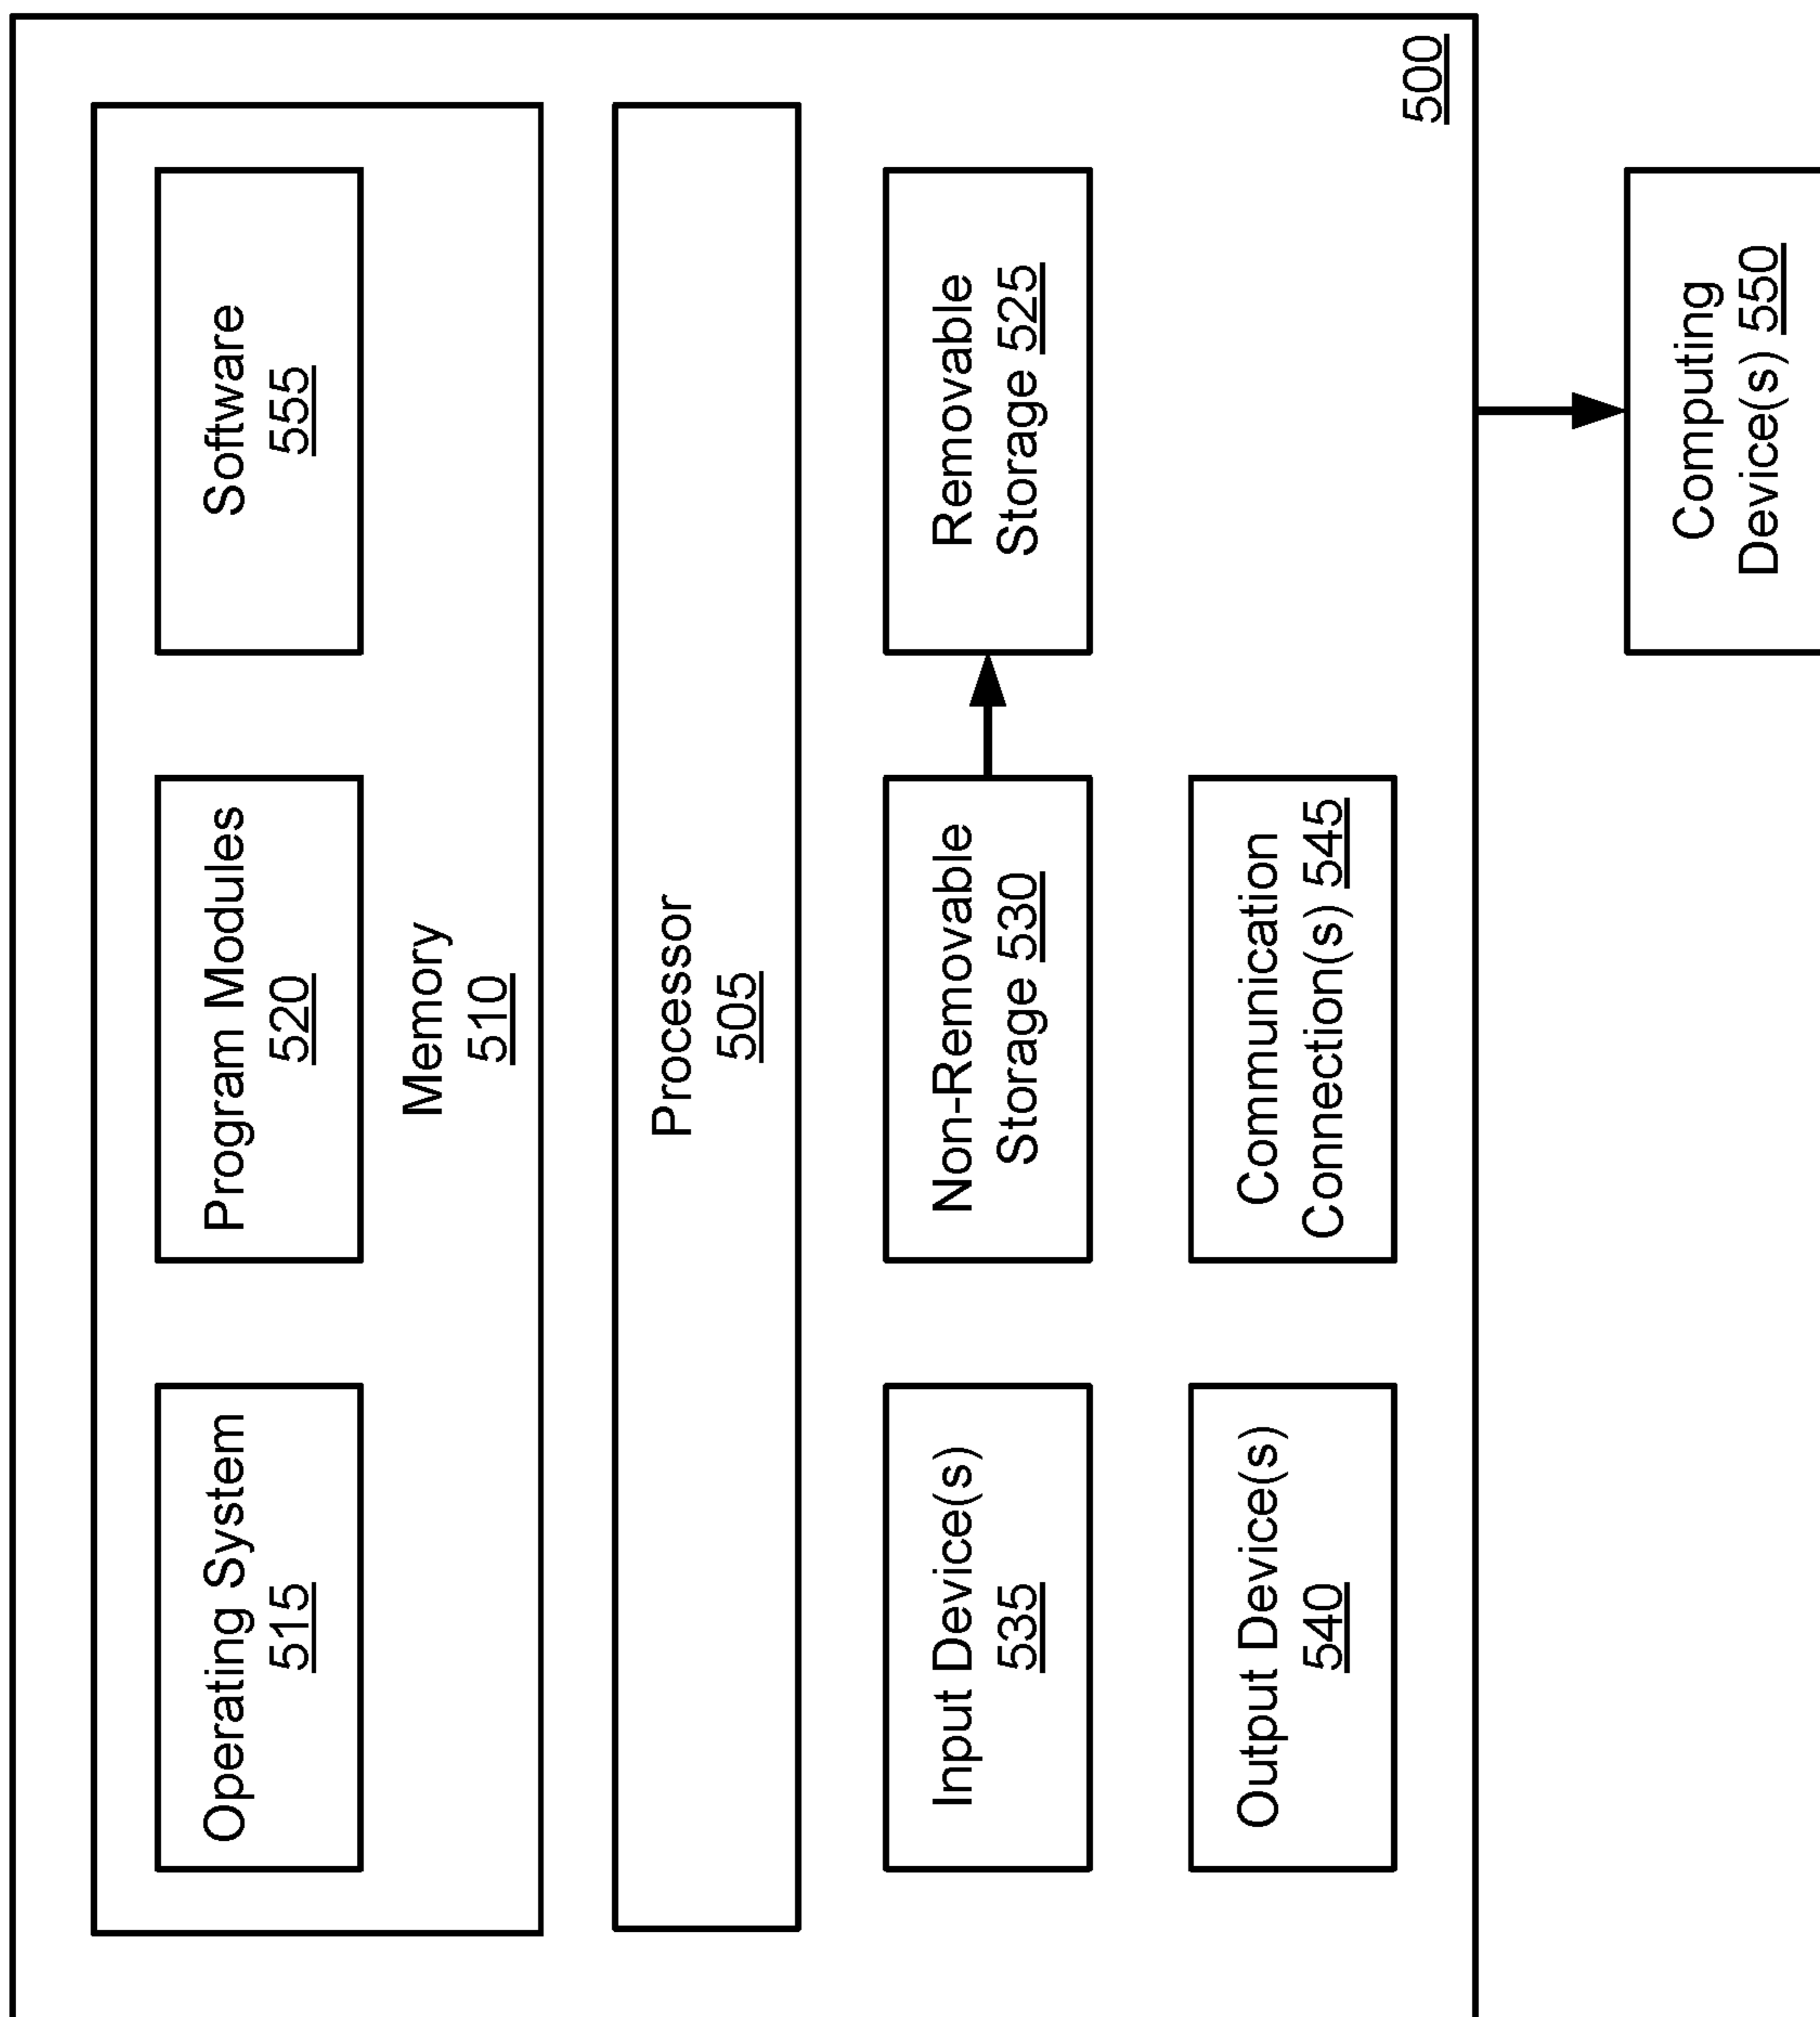 Operating System
515
Program Modules
520
Software
555
Memory
510
Processor
505
Input Device(s)
535
Non-Removable
Storage 530
Removable
Storage 525
Output Device(s)
540
Communication
Connection(s) 545
500
Computing
Device(s) 550